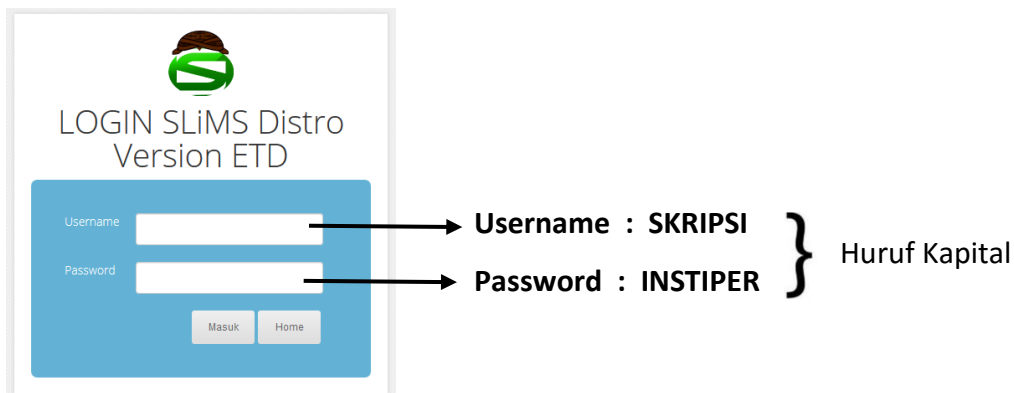 LOGIN SLiMS Distro
Version ETD
Username
Username : SKRIPSI
Password
Password : INSTIPER
Huruf Kapital
Masuk Home